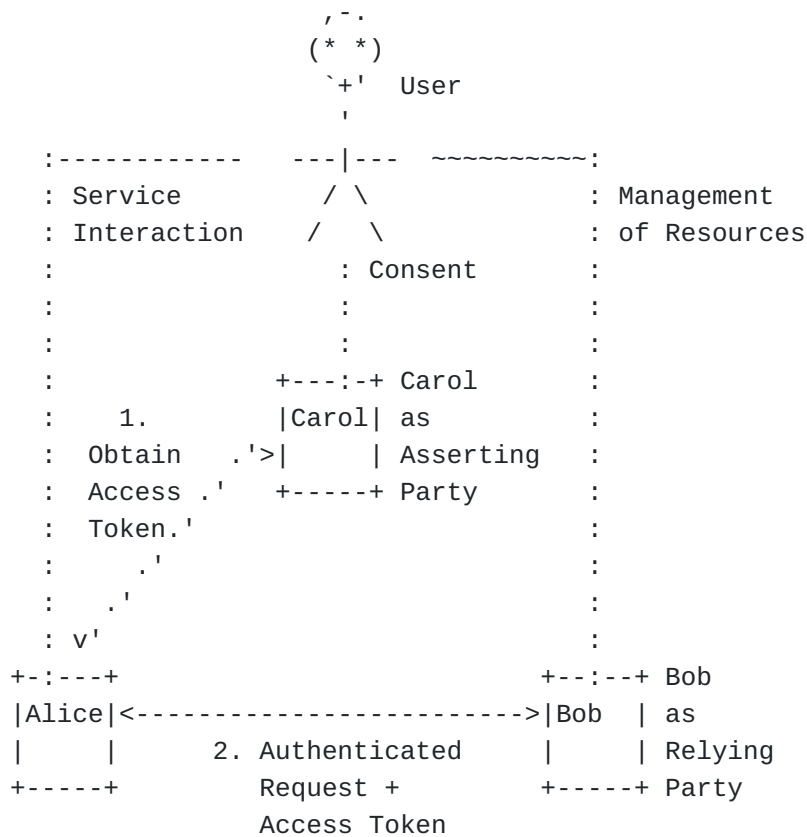 ,-.
                   (* *)
                    `+'  User
                     '
  :------------   ---|---  ~~~~~~~~~~:
  : Service         / \              : Management
  : Interaction    /   \             : of Resources
  :                  : Consent       :
  :                  :               :
  :                  :               :
  :              +---:-+ Carol       :
  :    1.        |Carol| as          :
  :  Obtain   .'>|     | Asserting   :
  :  Access .'   +-----+ Party       :
  :  Token.'                         :
  :     .'                           :
  :   .'                             :
  : v'                               :
+-:---+                           +--:--+ Bob
|Alice|<------------------------->|Bob  | as
|     |      2. Authenticated     |     | Relying
+-----+         Request +         +-----+ Party
                Access Token